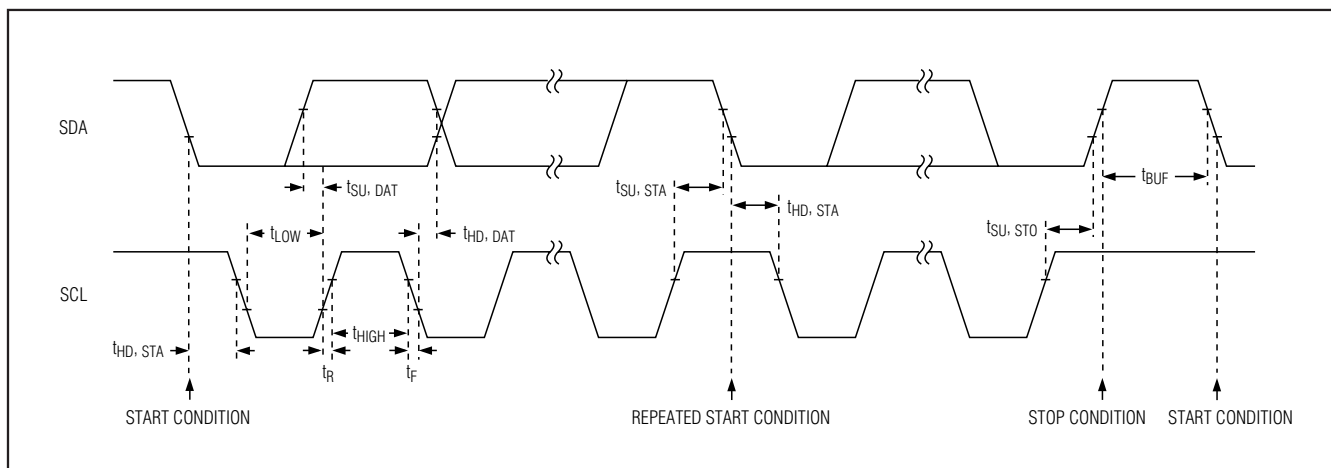 SDA
tSU, DAT
tSU, STA
tHD, STA
tBUF
tLOW
tHD, DAT
tSU, STO
SCL
tHIGH
tHD, STA
tR
tF
START CONDITION
REPEATED START CONDITION
STOP CONDITION
START CONDITION